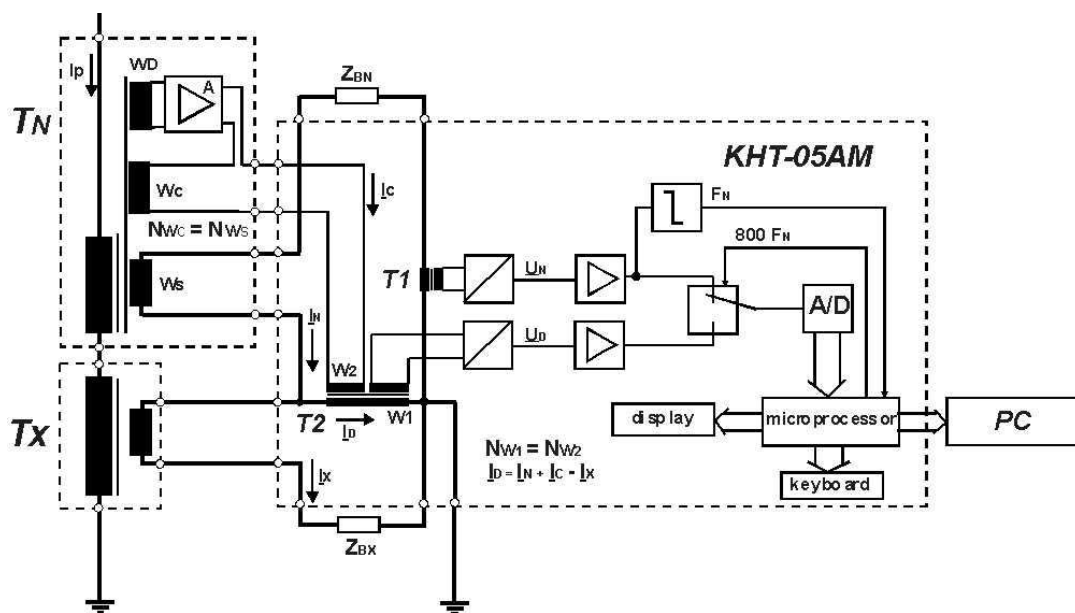 Ip
WD
A
TN
WC
NWC = NWS
WS
ZBN
KHT-05AM
IC
FN
800 FN
T1
UN
A/D
IN
UD
W2
W1
T2
ID
TX
display
microprocessor
PC
NW1 = NW2
ID = IN + IC - IX
IX
keyboard
ZBX